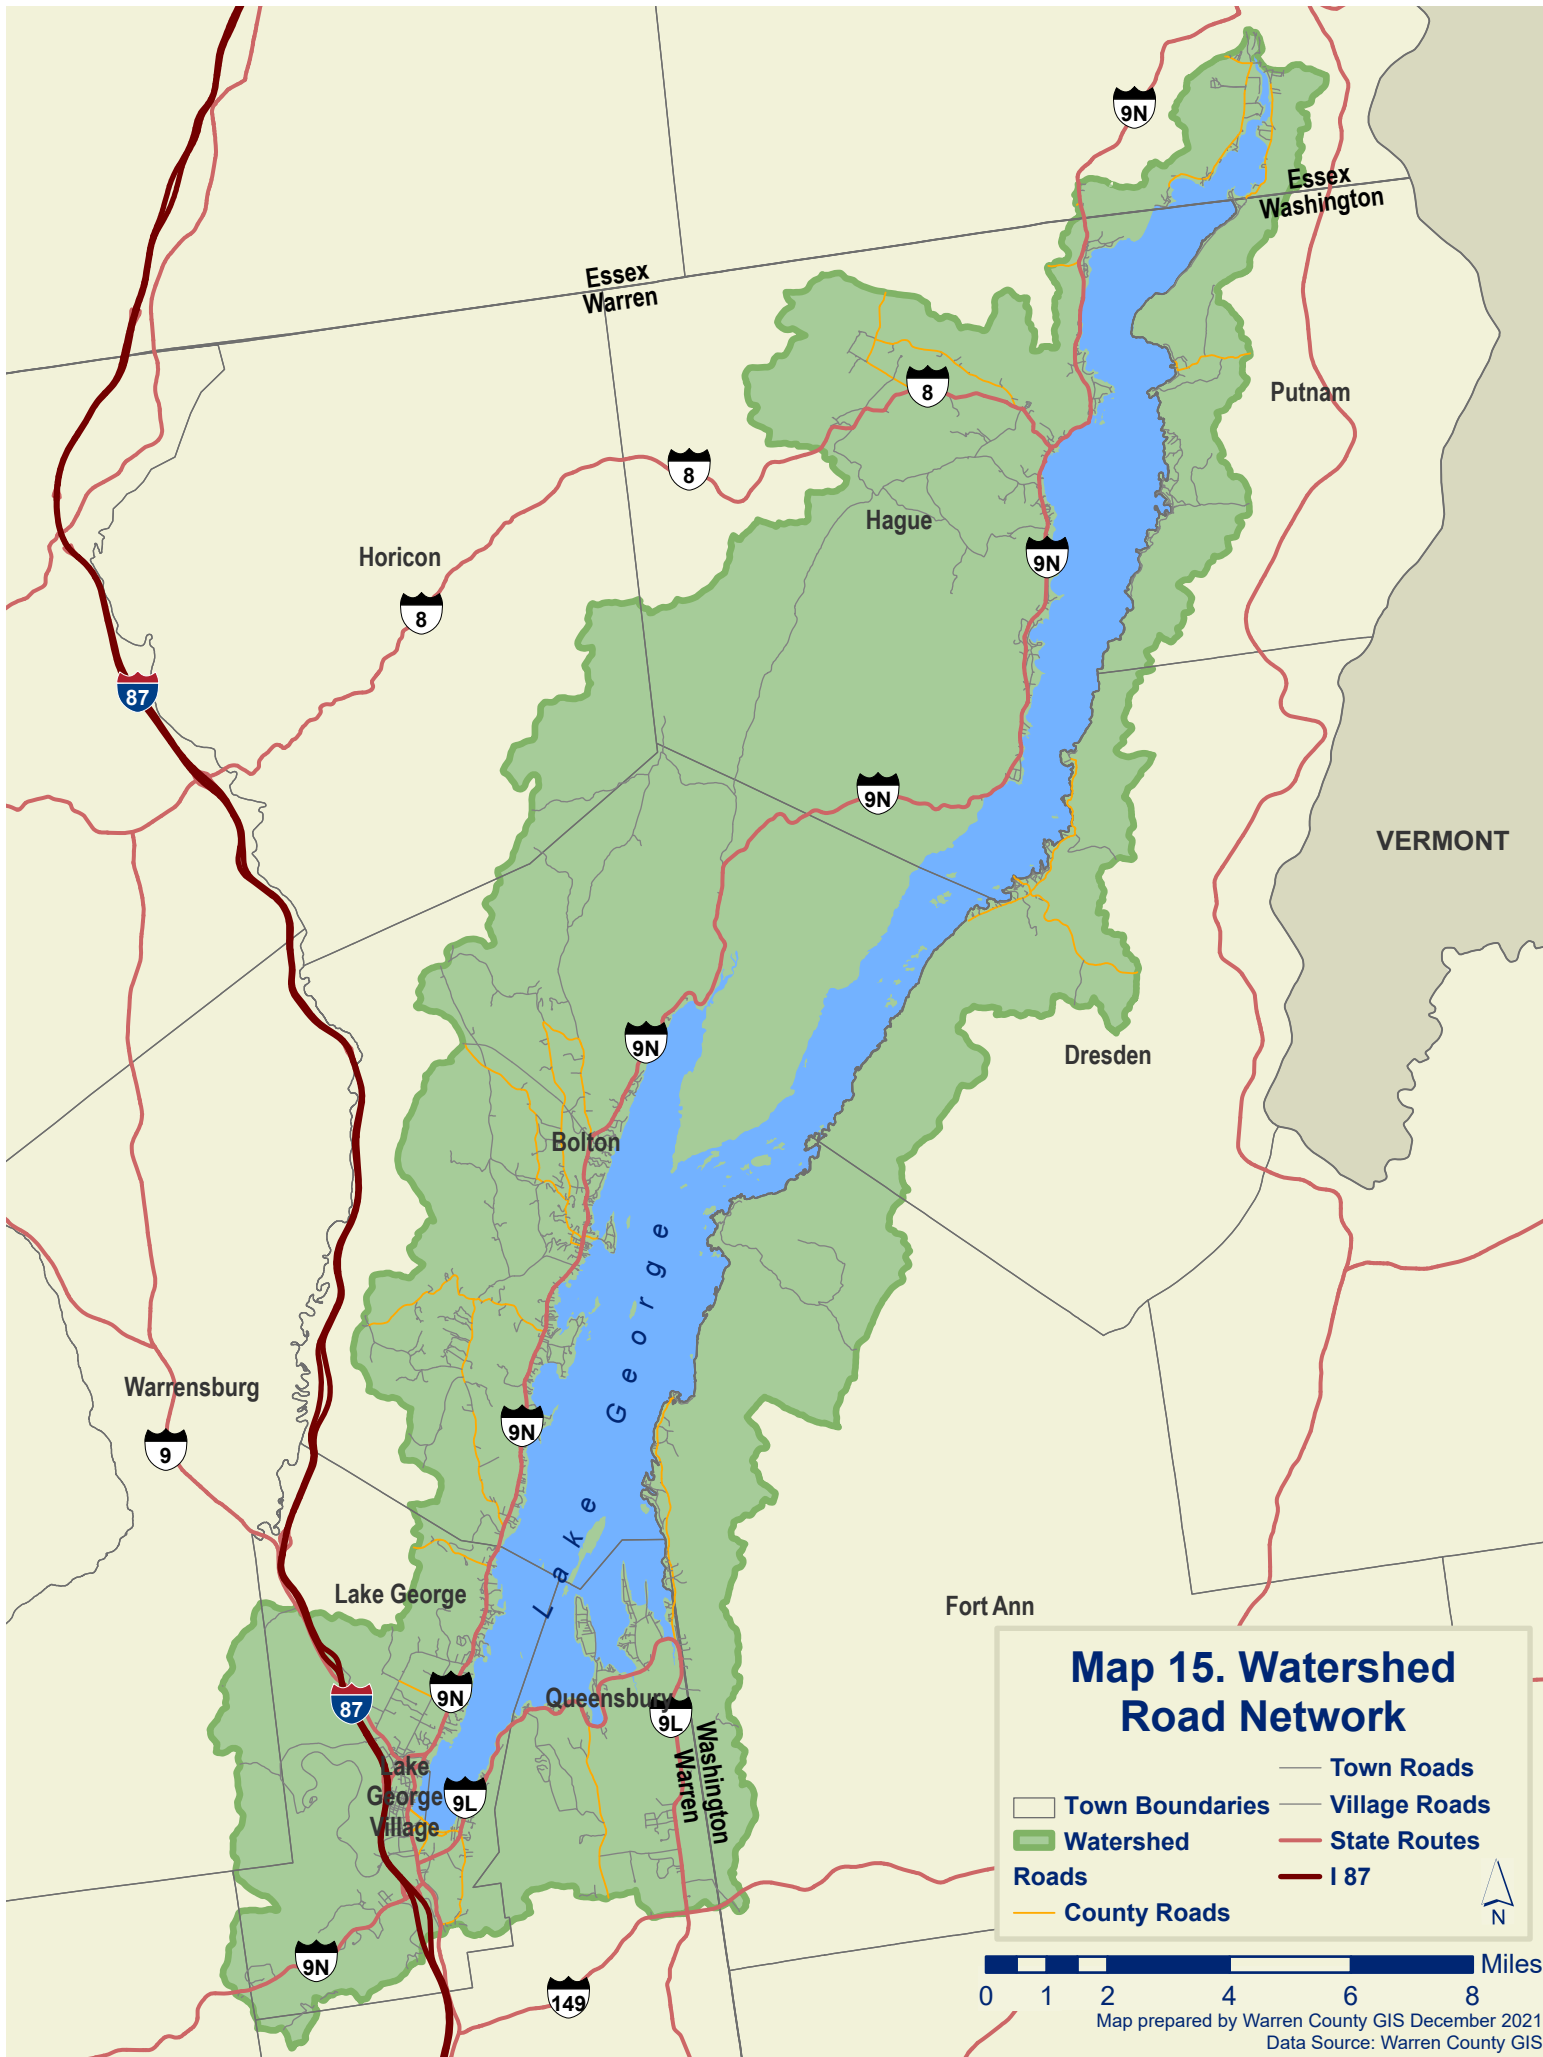 9N
Essex
Washington
Essex
Warren
8
Putnam
8
Hague
Horicon
9N
8
87
9N
VERMONT
9N
Dresden
Bolton
Lake George
Warrensburg
9N
9
Lake George
Fort Ann
9N
87
Queensbury
9L
Washington
Warren
Lake
George
Village
9L
9N
149
Map 15. Watershed
Road Network
Town Boundaries
Watershed
Roads
County Roads
Town Roads
Village Roads
State Routes
I 87
N
Miles
0 1 2 4 6 8
Map prepared by Warren County GIS December 2021
Data Source: Warren County GIS